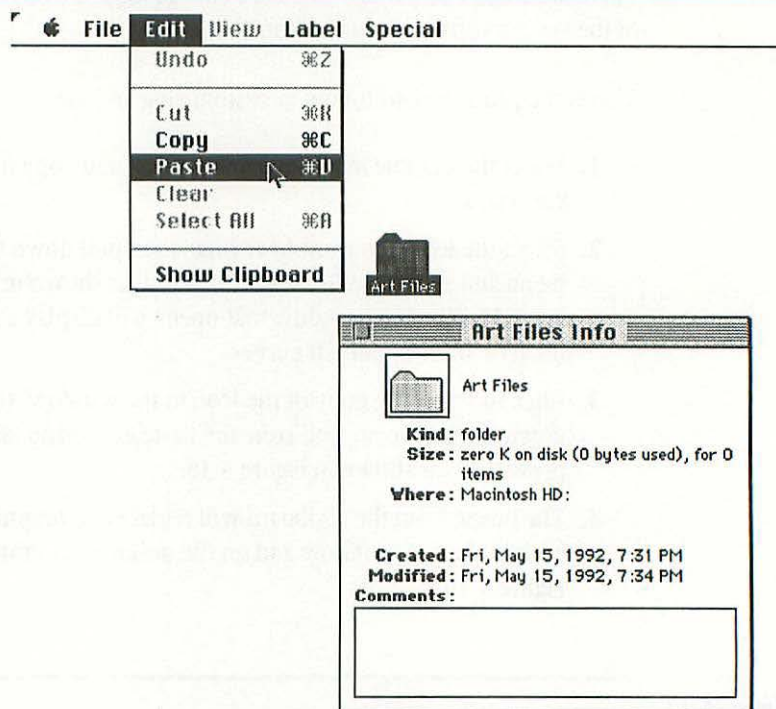 File Edit View Label Special
Undo ⌘Z
Cut ⌘X
Copy ⌘C
Paste ⌘V
Clear
Select All ⌘A
Show Clipboard
Art Files
Art Files Info
Art Files
Kind: folder
Size: zero K on disk (0 bytes used), for 0
items
Where: Macintosh HD:
Created: Fri, May 15, 1992, 7:31 PM
Modified: Fri, May 15, 1992, 7:34 PM
Comments: